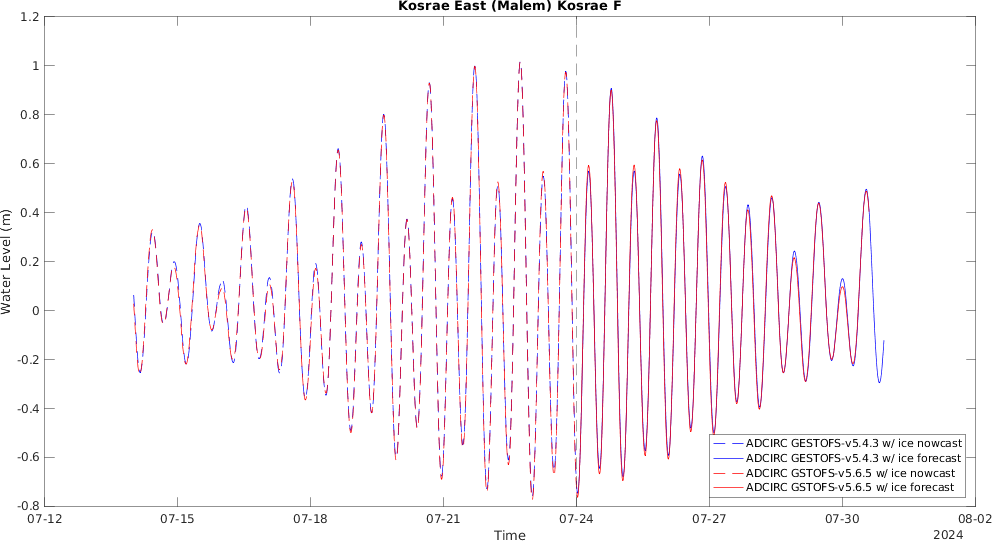 Kosrae East (Malem) Kosrae F
1.2
1
0.8
0.6
0.4
0.2
0
-0.2
-0.4
-0.6
-0.8
Water Level (m)
ADCIRC GESTOFS-v5.4.3 w/ ice nowcast
ADCIRC GESTOFS-v5.4.3 w/ ice forecast
ADCIRC GSTOFS-v5.6.5 w/ ice nowcast
ADCIRC GSTOFS-v5.6.5 w/ ice forecast
07-12 07-15 07-18 07-21 07-24 07-27 07-30 08-02
Time
2024